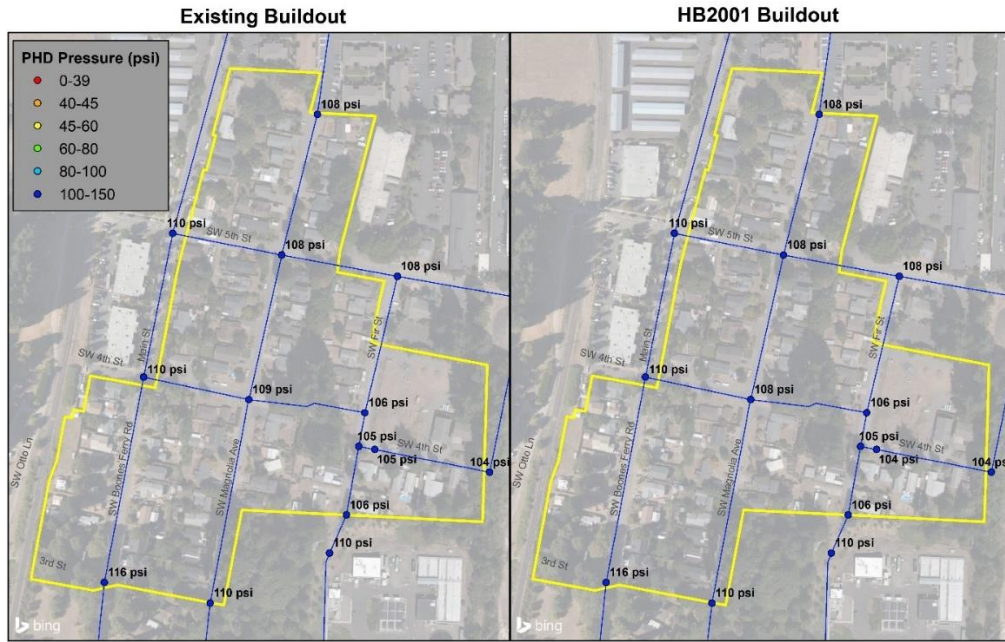 Existing Buildout
HB2001 Buildout
PHD Pressure (psi)
0-39
40-45
45-60
60-80
80-100
100-150
108 psi
110 psi
SW 5th St
108 psi
108 psi
Main St
SW Fir St
SW 4th St
110 psi
109 psi
106 psi
SW Otto Ln
SW Boones Ferry Rd
SW Magnolia Ave
105 psi
SW 4th St
105 psi
104 psi
106 psi
110 psi
3rd St
116 psi
110 psi
bing
108 psi
110 psi
SW 5th St
108 psi
108 psi
Main St
SW Fir St
SW 4th St
110 psi
108 psi
106 psi
SW Otto Ln
SW Boones Ferry Rd
SW Magnolia Ave
105 psi
SW 4th St
104 psi
104 psi
106 psi
110 psi
3rd St
116 psi
110 psi
bing